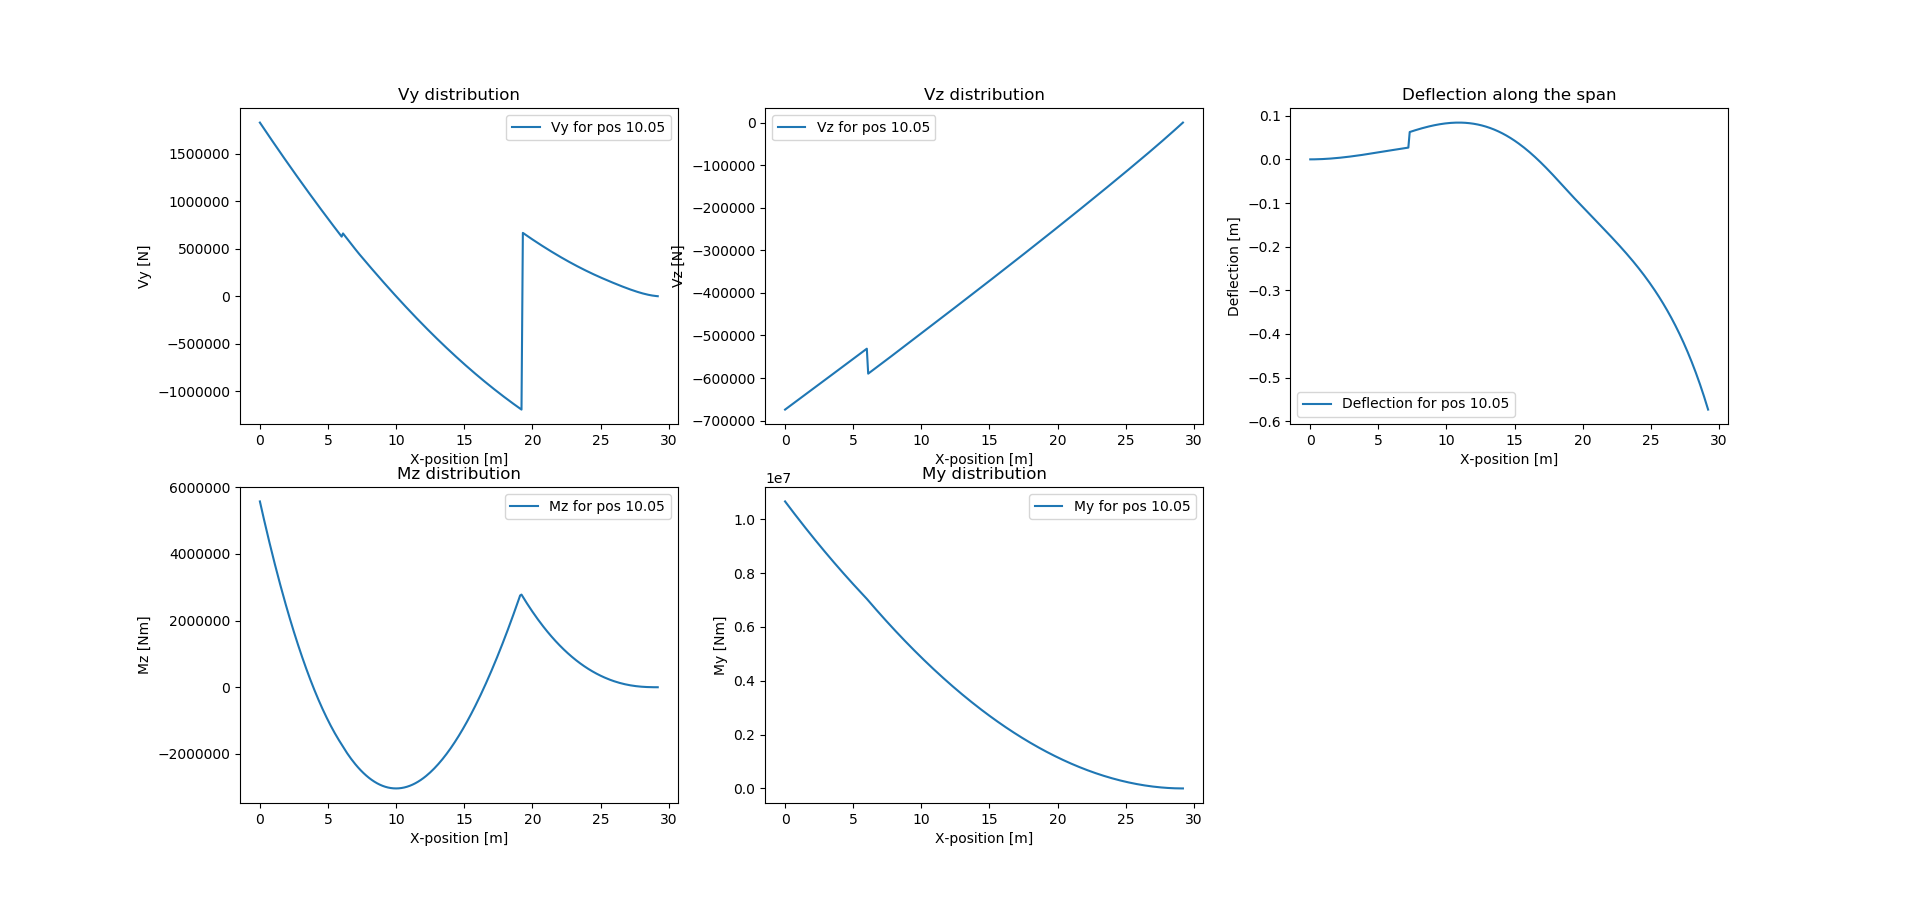 Vy distribution
Vy for pos 10.05
Vy [N]
1500000
1000000
500000
0
−500000
−1000000
0 5 10 15 20 25 30
X-position [m]
Vz distribution
Vz for pos 10.05
Vz [N]
0
−100000
−200000
−300000
−400000
−500000
−600000
−700000
0 5 10 15 20 25 30
X-position [m]
Deflection along the span
Deflection [m]
0.1
0.0
−0.1
−0.2
−0.3
−0.4
−0.5
−0.6
Deflection for pos 10.05
0 5 10 15 20 25 30
X-position [m]
Mz distribution
Mz for pos 10.05
Mz [Nm]
6000000
4000000
2000000
0
−2000000
0 5 10 15 20 25 30
X-position [m]
My distribution
1e7
My for pos 10.05
My [Nm]
1.0
0.8
0.6
0.4
0.2
0.0
0 5 10 15 20 25 30
X-position [m]